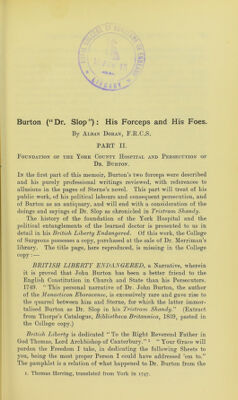 Burton ("Dr. Slop"): His Forceps and His Foes.
By Alban Doran, F.R.C.S.
PART II.
Foundation of the York County Hospital and Persecution of
Dr. Burton.
In the first part of this memoir, Burton's two forceps were described
and his purely professional writings reviewed, with references to
allusions in the pages of Sterne's novel. This part will treat of his
public work, of his political labours and consequent persecution, and
of Burton as an antiquary, and will end with a consideration of the
doings and sayings of Dr. Slop as chronicled in Tristram Shandy.
The history of the foundation of the York Hospital and the
political entanglements of the learned doctor is presented to us in
detail in his British Liberty Endangered. Of this work, the College
of Surgeons possesses a copy, purchased at the sale of Dr. Merriman's
library. The title page, here reproduced, is missing in the College
copy:—
BRITISH LIBERTY ENDANGERED, a Narrative, wherein
it is proved that John Burton has been a better friend to the
English Constitution in Church and State than his Persecutors.
1749. "This personal narrative of Dr. John Burton, the author
of the Monasticon Eboracense, is excessively rare and gave rise to
the quarrel between him and Sterne, for which the latter immor-
talised Burton as Dr. Slop in his Tristram Shandy." (Extract
from Thorpe's Catalogue, Bibliotheca Britannica, 1839, pasted in
the College copy.)
British Liberty is dedicated "To the Right Reverend Father in
God Thomas, Lord Archbishop of Canterbury."1 "Your Grace will
pardon the Freedom I take, in dedicating the following Sheets to
you, being the most proper Person I could have addressed 'em to."
The pamphlet is a relation of what happened to Dr. Burton from the
1. Thomas Herring, translated from York in 1747.